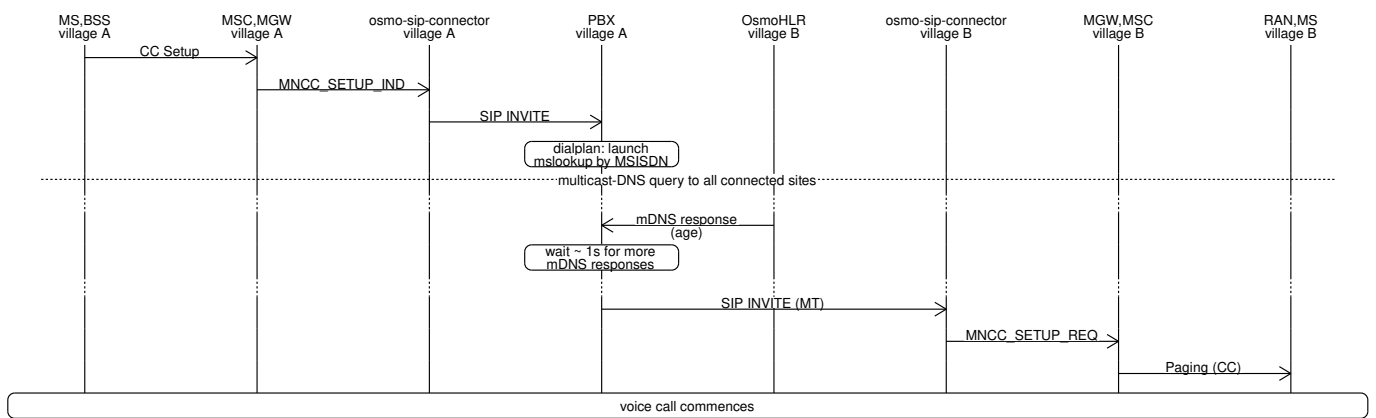 MS,BSS
village A
MSC,MGW
village A
osmo-sip-connector
village A
PBX
village A
OsmoHLR
village B
osmo-sip-connector
village B
MGW,MSC
village B
RAN,MS
village B
CC Setup
MNCC_SETUP_IND
SIP INVITE
dialplan: launch
mslookup by MSISDN
multicast-DNS query to all connected sites
mDNS response
(age)
wait ~ 1s for more
mDNS responses
SIP INVITE (MT)
MNCC_SETUP_REQ
Paging (CC)
voice call commences